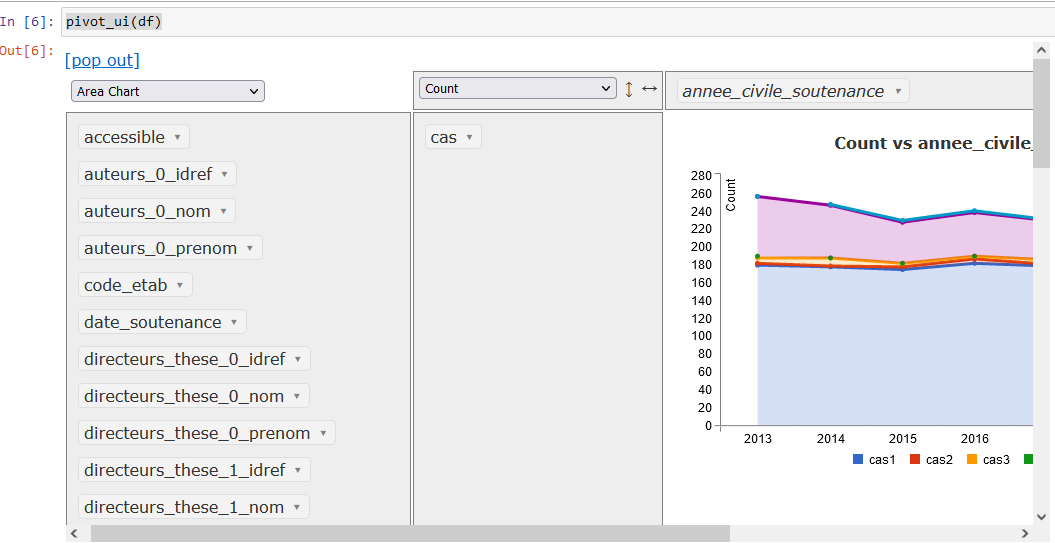 In [6]: pivot_ui(df)
Out[6]:
[pop out]
Area Chart
Count
annee_civile_soutenance
accessible
auteurs_0_idref
auteurs_0_nom
auteurs_0_prenom
code_etab
date_soutenance
directeurs_these_0_idref
directeurs_these_0_nom
directeurs_these_0_prenom
directeurs_these_1_idref
directeurs_these_1_nom
cas
Count vs annee_civile_
Count
280
260
240
220
200
180
160
140
120
100
80
60
40
20
0
2013 2014 2015 2016
cas1 cas2 cas3